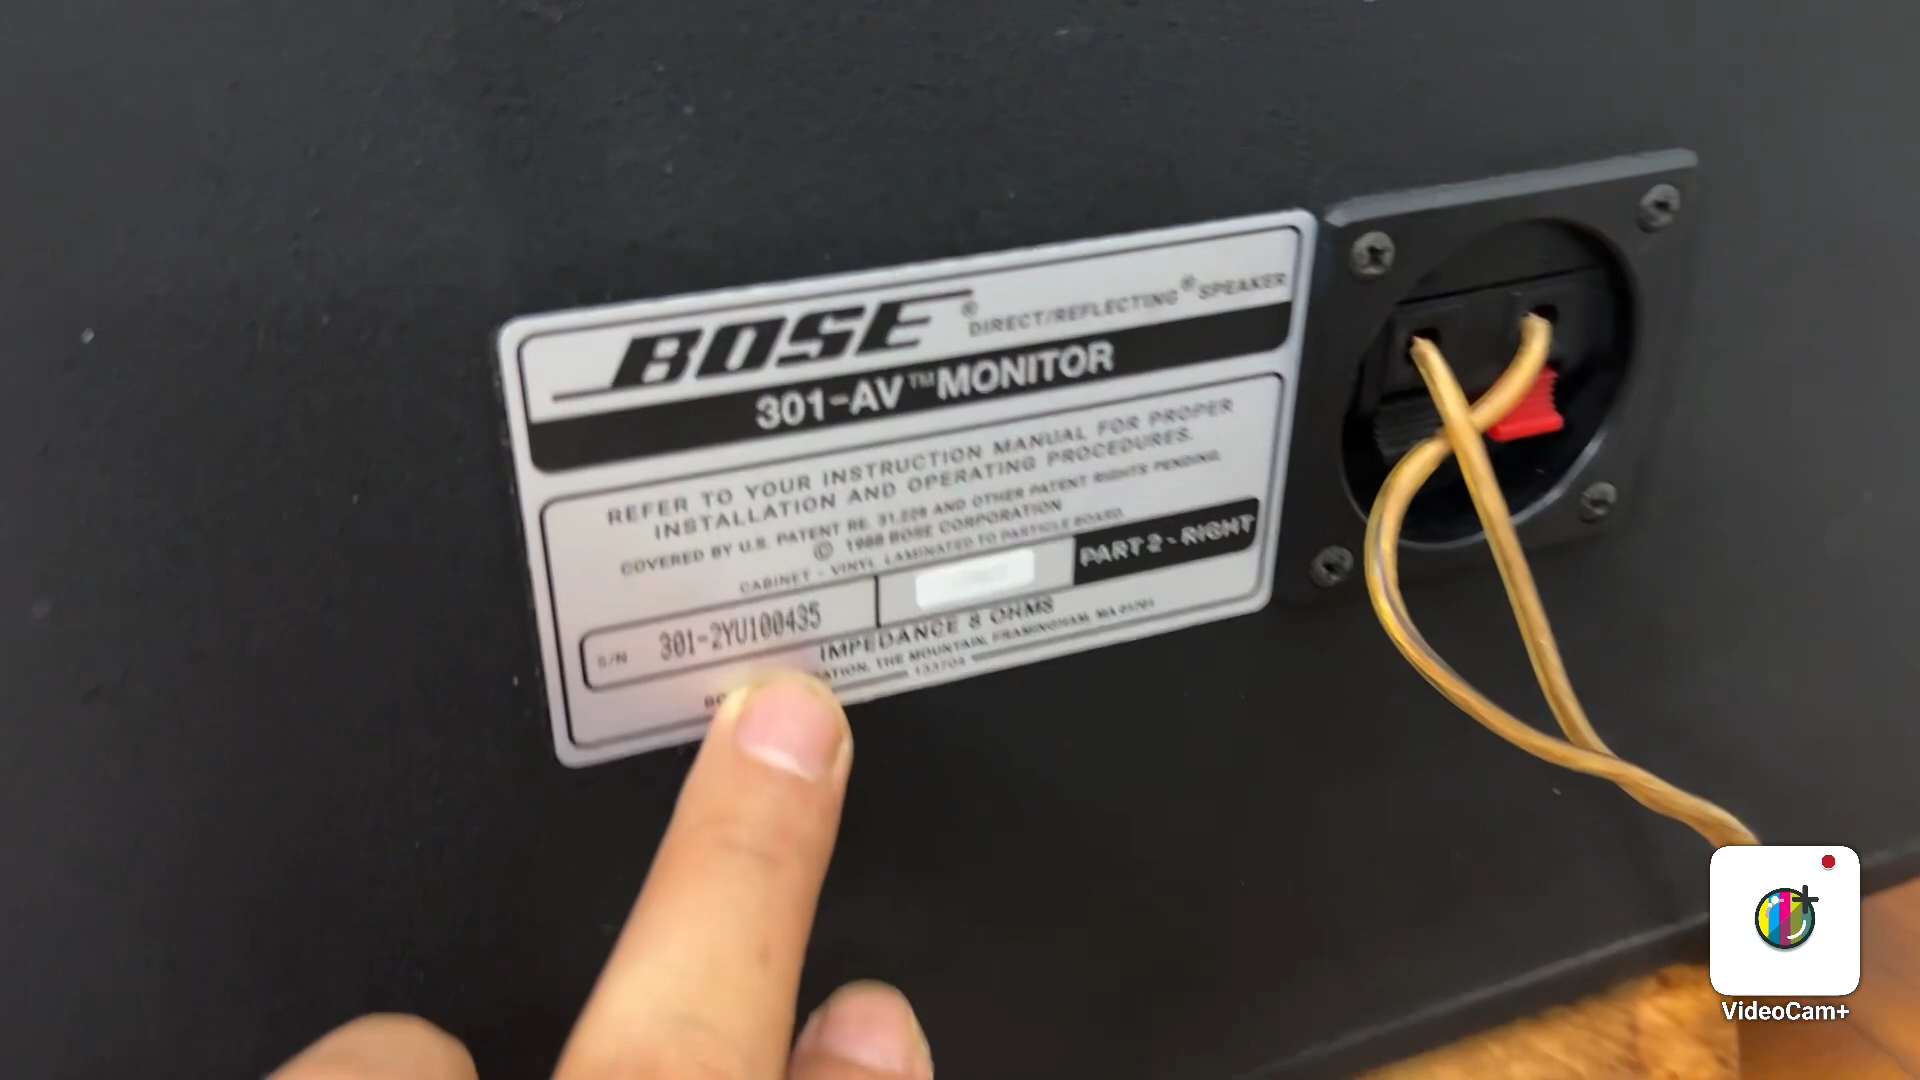 BOSE®
DIRECT/REFLECTING® SPEAKER
301-AV™ MONITOR
REFER TO YOUR INSTRUCTION MANUAL FOR PROPER
INSTALLATION AND OPERATING PROCEDURES.
COVERED BY U.S. PATENT RE. 31,228 AND OTHER PATENT RIGHTS PENDING.
© 1988 BOSE CORPORATION
CABINET - VINYL LAMINATED TO PARTICLE BOARD.
PART 2 - RIGHT
S/N 301-2YU100435
IMPEDANCE 8 OHMS
THE MOUNTAIN, FRAMINGHAM, MA 01701
133704
VideoCam+